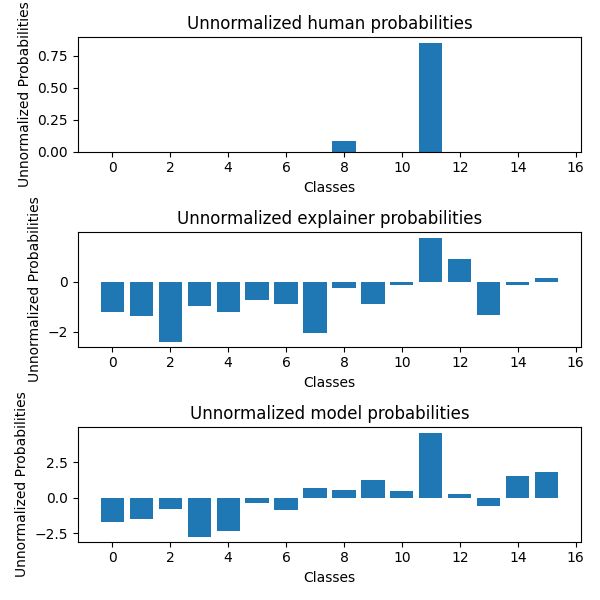 Unnormalized human probabilities
Unnormalized Probabilities
0.75
0.50
0.25
0.00
0 2 4 6 8 10 12 14 16
Classes
Unnormalized explainer probabilities
Unnormalized Probabilities
0
−2
0 2 4 6 8 10 12 14 16
Classes
Unnormalized model probabilities
Unnormalized Probabilities
2.5
0.0
−2.5
0 2 4 6 8 10 12 14 16
Classes